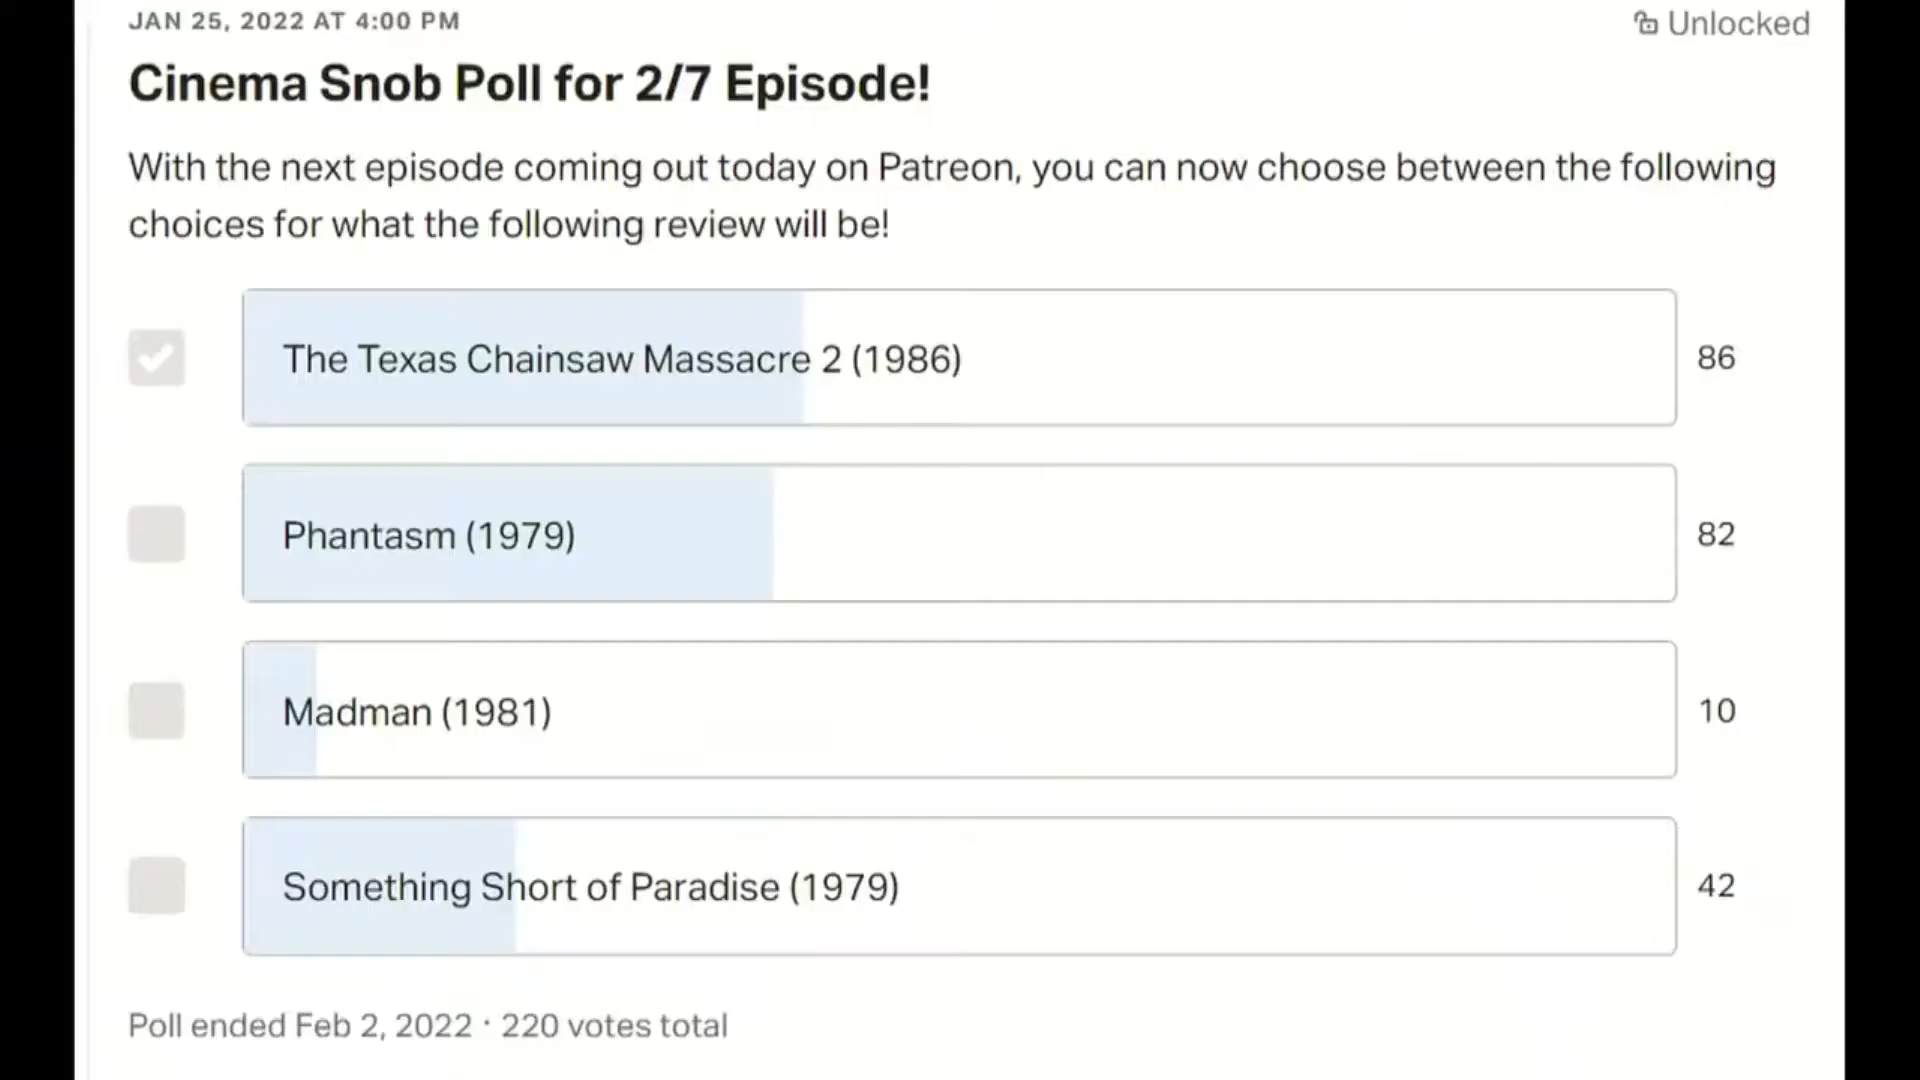 JAN 25, 2022 AT 4:00 PM
Unlocked
Cinema Snob Poll for 2/7 Episode!
With the next episode coming out today on Patreon, you can now choose between the following
choices for what the following review will be!
The Texas Chainsaw Massacre 2 (1986) 86
Phantasm (1979) 82
Madman (1981) 10
Something Short of Paradise (1979) 42
Poll ended Feb 2, 2022 · 220 votes total